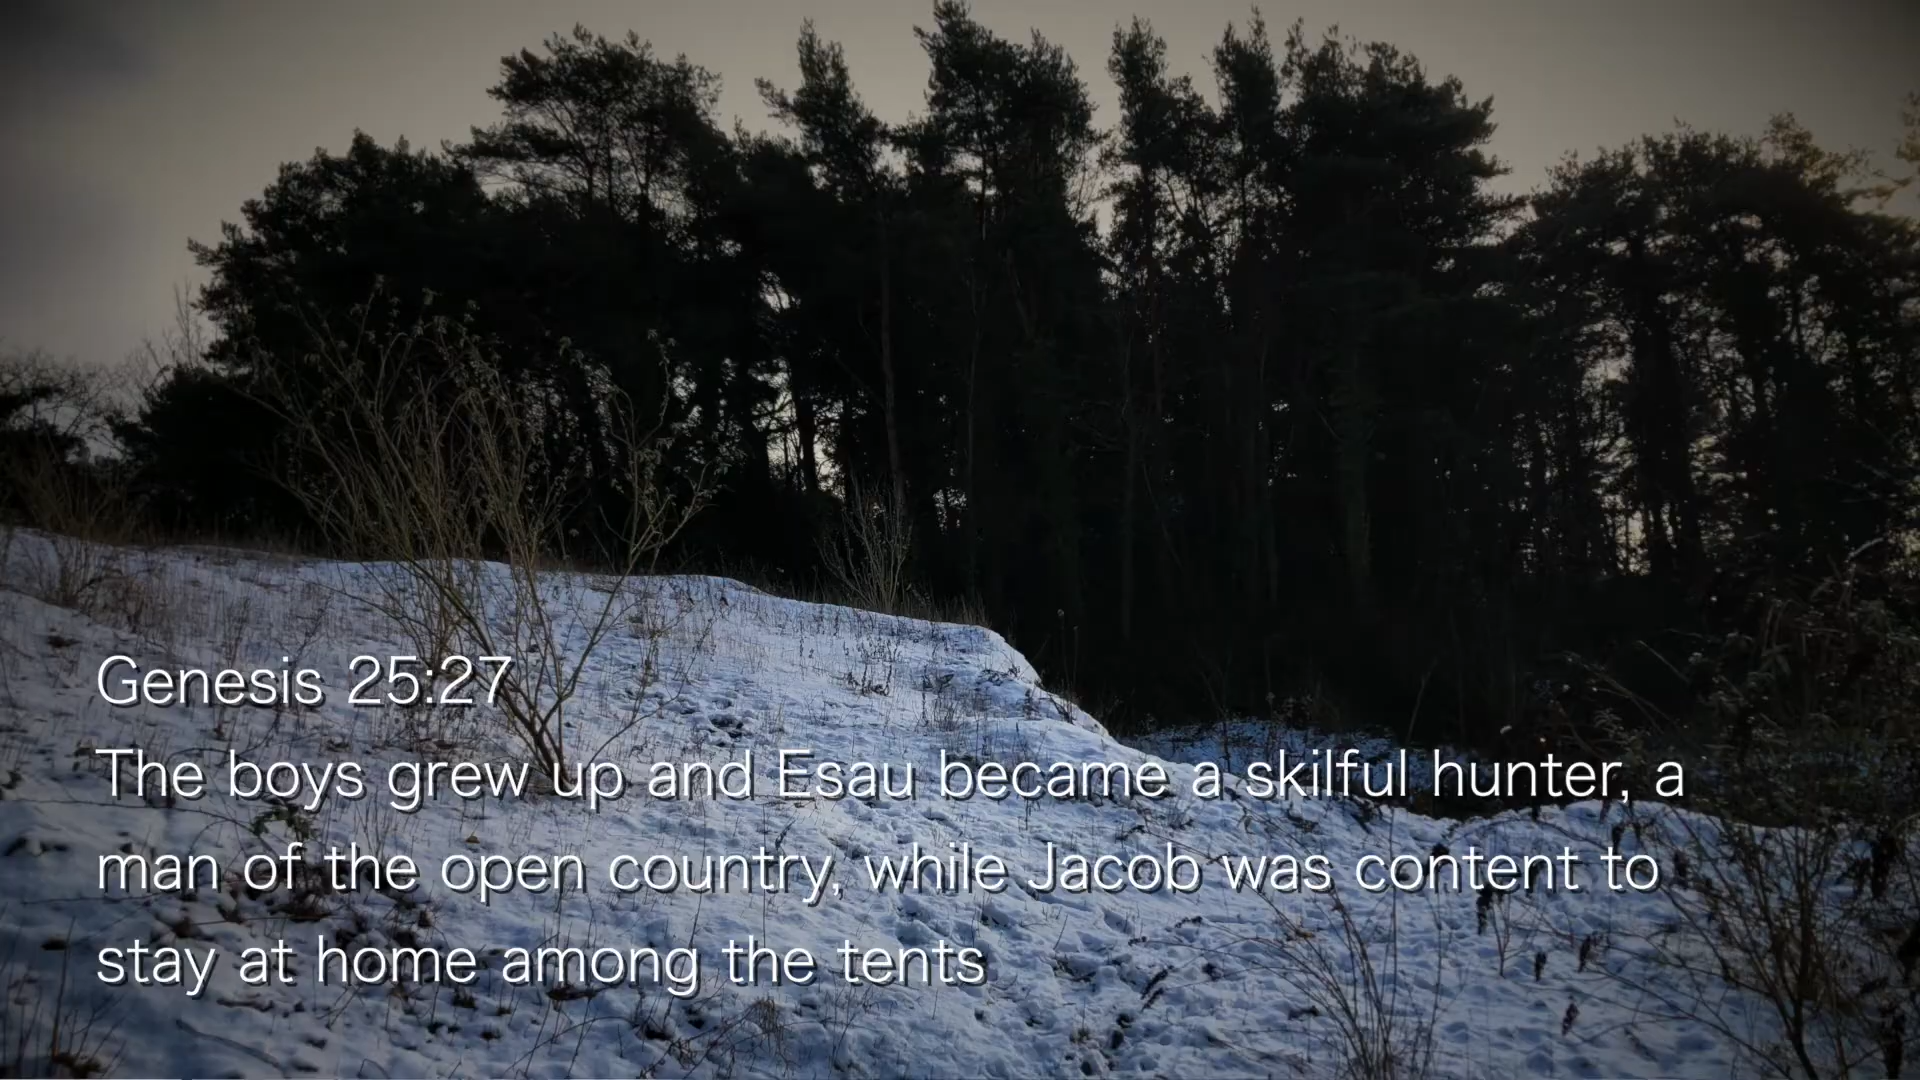 Genesis 25:27
The boys grew up and Esau became a skilful hunter, a
man of the open country, while Jacob was content to
stay at home among the tents